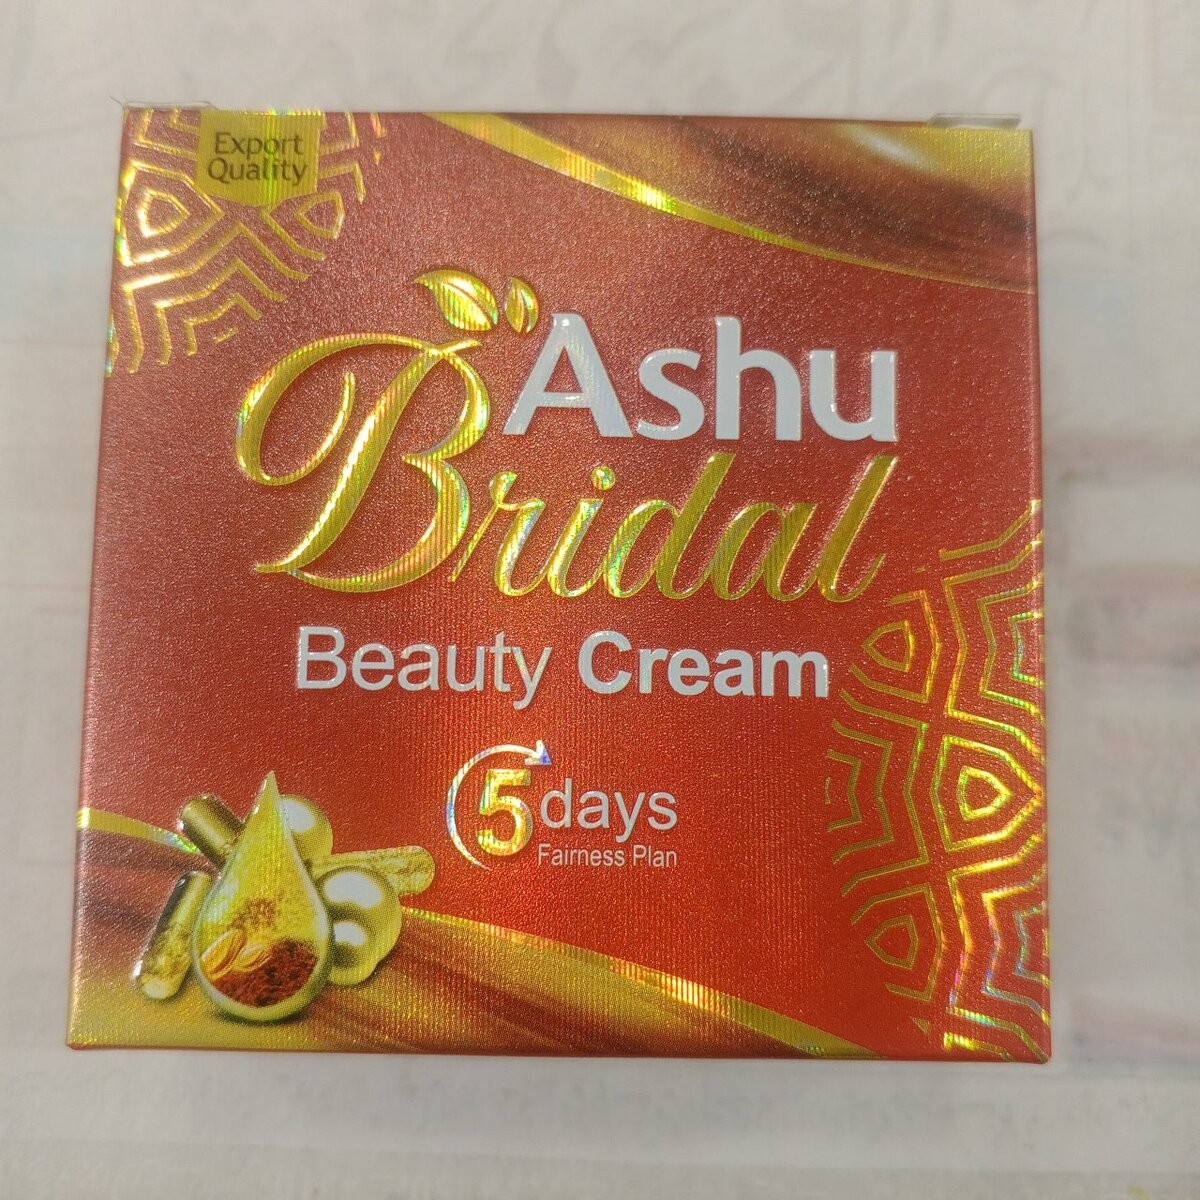 Export
Quality
Ashu
Bridal
Beauty Cream
5 days
Fairness Plan